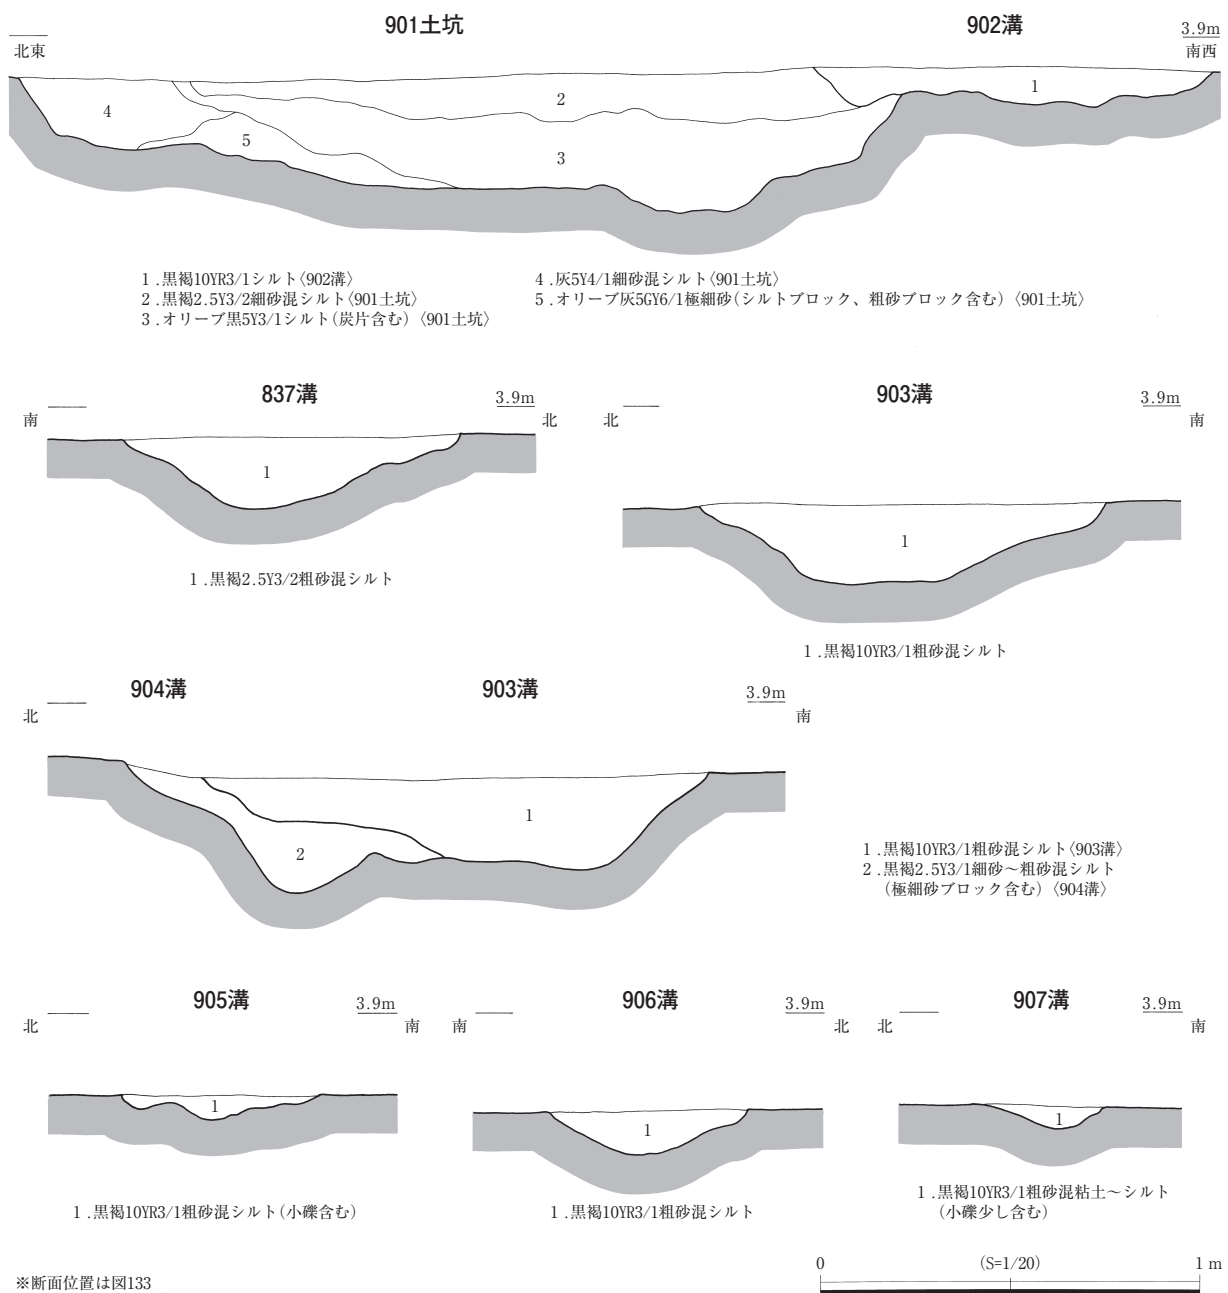 901土坑
902溝
3.9m
北東
南西
4
2
1
5
3
1.黒褐10YR3/1シルト〈902溝〉
2.黒褐2.5Y3/2細砂混シルト〈901土坑〉
3.オリーブ黒5Y3/1シルト(炭片含む)〈901土坑〉
4.灰5Y4/1細砂混シルト〈901土坑〉
5.オリーブ灰5GY6/1極細砂(シルトブロック、粗砂ブロック含む)〈901土坑〉
837溝
3.9m
南
北
1
1.黒褐2.5Y3/2粗砂混シルト
903溝
3.9m
北
南
1
1.黒褐10YR3/1粗砂混シルト
904溝
903溝
3.9m
北
南
1
2
1.黒褐10YR3/1粗砂混シルト〈903溝〉
2.黒褐2.5Y3/1細砂～粗砂混シルト
(極細砂ブロック含む)〈904溝〉
905溝
3.9m
北
南
1
1.黒褐10YR3/1粗砂混シルト(小礫含む)
906溝
3.9m
南
北
1
1.黒褐10YR3/1粗砂混シルト
907溝
3.9m
北
南
1
1.黒褐10YR3/1粗砂混粘土～シルト
(小礫少し含む)
※断面位置は図133
0
(S=1/20)
1m